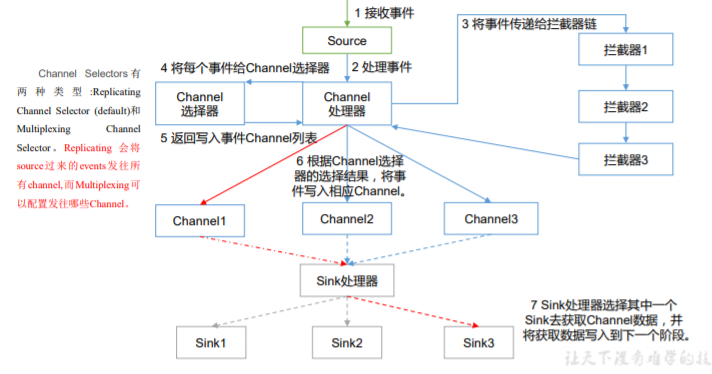 1 接收事件
Source
3 将事件传递给拦截器链
拦截器1
4 将每个事件给Channel选择器
2 处理事件
Channel Selectors有
两种类型:Replicating
Channel Selector (default)和
Multiplexing Channel
Selector。Replicating 会将
source过来的events发往所
有channel,而Multiplexing可
以配置发往哪些Channel。
Channel
选择器
Channel
处理器
拦截器2
5 返回写入事件Channel列表
拦截器3
6 根据Channel选择
器的选择结果，将事
件写入相应Channel。
Channel1
Channel2
Channel3
Sink处理器
7 Sink处理器选择其中一个
Sink去获取Channel数据，并
将获取数据写入到下一个阶段。
Sink1
Sink2
Sink3
让天下没有难学的技